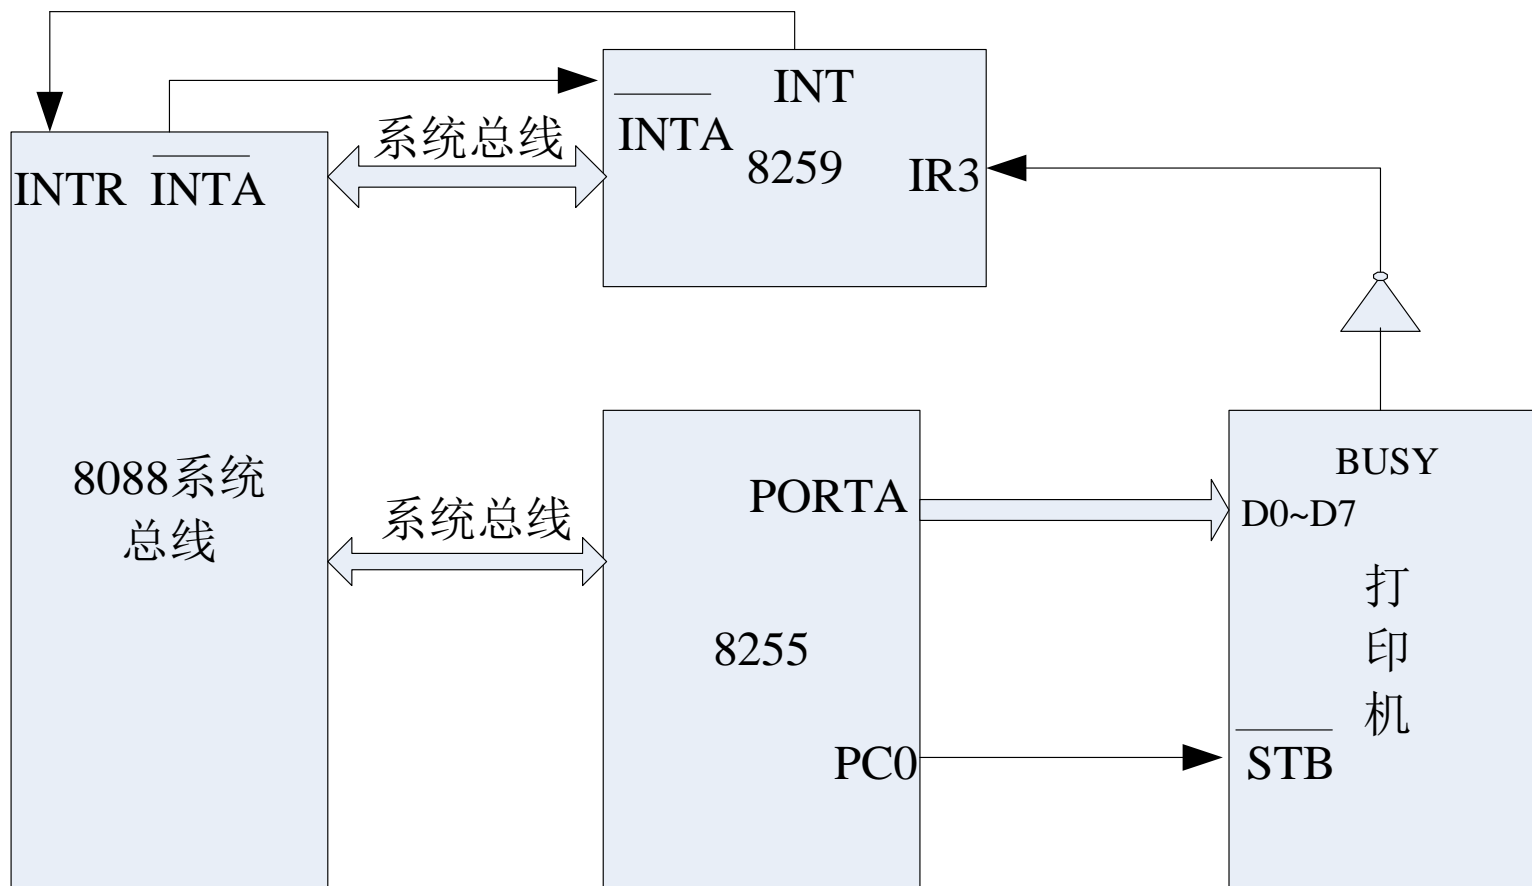 INT
INTA
8259
IR3
系统总线
INTR INTA
8088系统
总线
系统总线
PORTA
8255
PC0
BUSY
D0~D7
打
印
机
STB